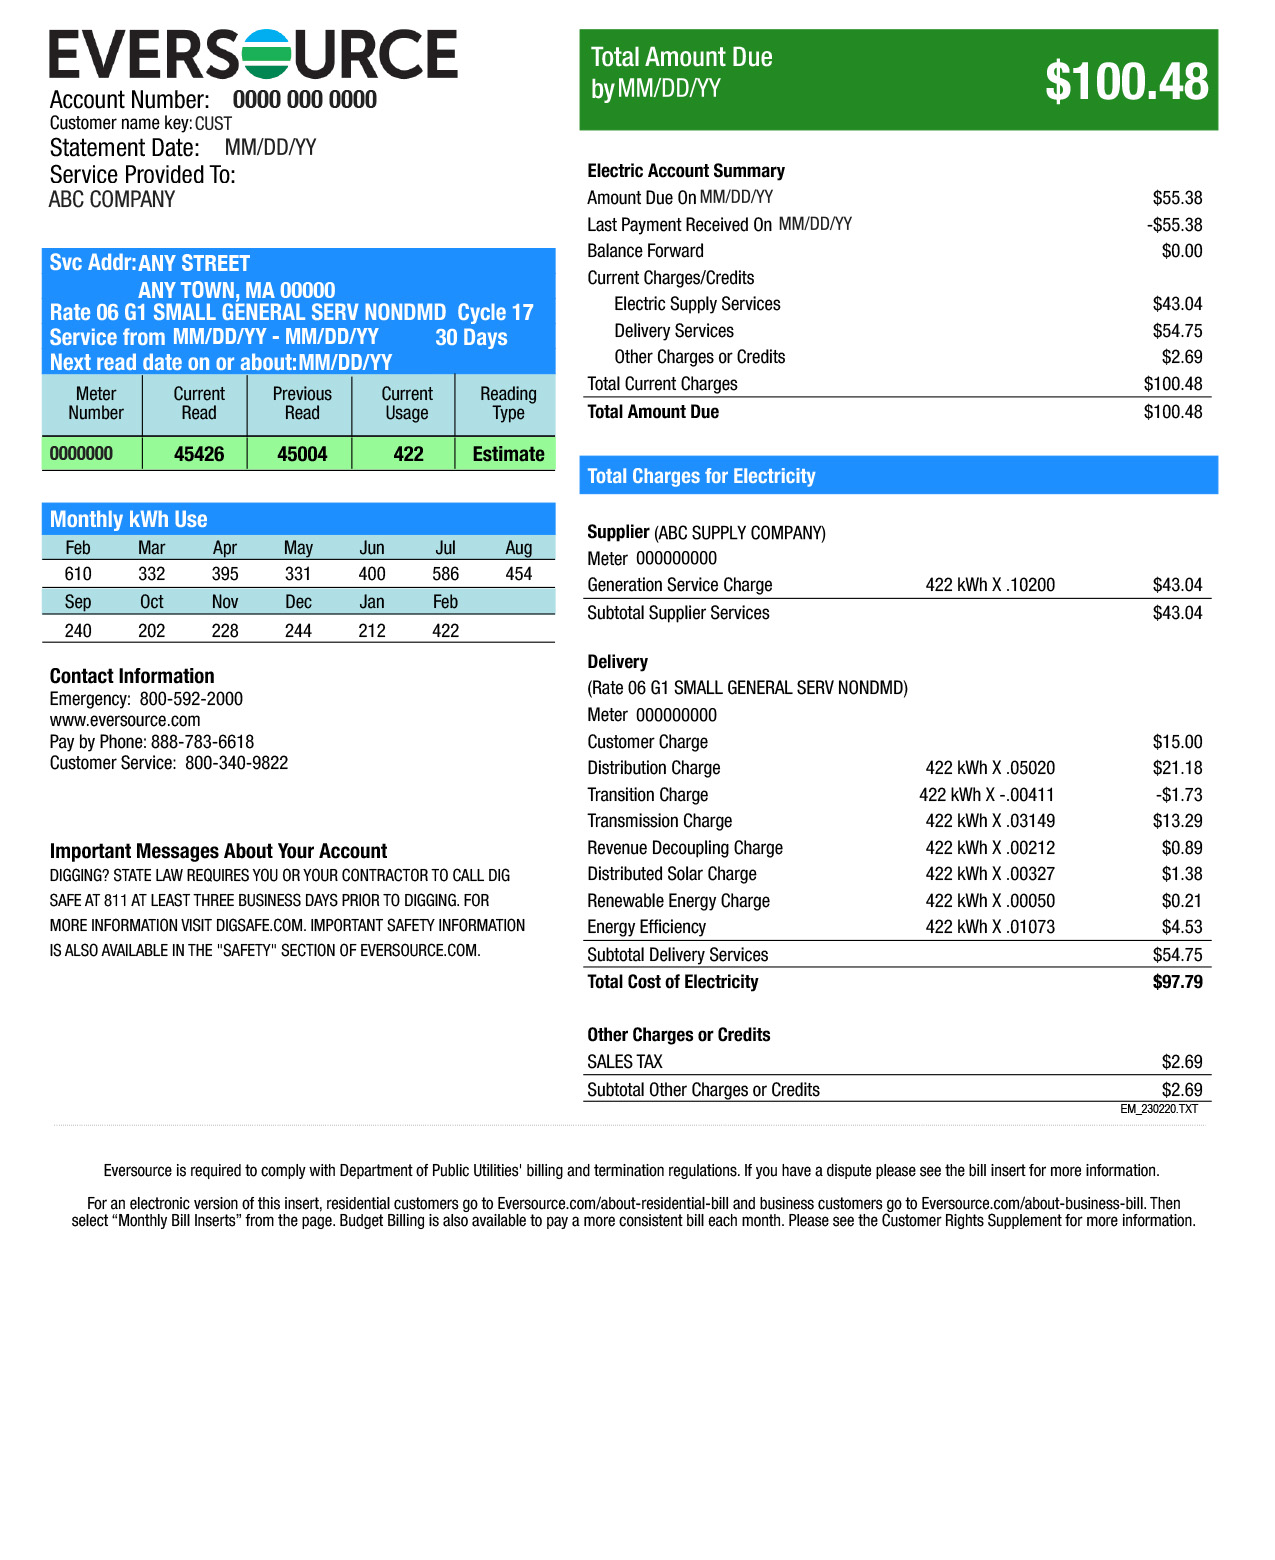 EVERSOURCE
Account Number: 0000 000 0000
Customer name key: CUST
Statement Date: MM/DD/YY
Service Provided To:
ABC COMPANY
Svc Addr: ANY STREET
ANY TOWN, MA 00000
Rate 06 G1 SMALL GENERAL SERV NONDMD Cycle 17
Service from MM/DD/YY - MM/DD/YY 30 Days
Next read date on or about: MM/DD/YY
Meter Current Previous Current Reading
Number Read Read Usage Type
0000000 45426 45004 422 Estimate
Monthly kWh Use
Feb Mar Apr May Jun Jul Aug
610 332 395 331 400 586 454
Sep Oct Nov Dec Jan Feb
240 202 228 244 212 422
Contact Information
Emergency: 800-592-2000
www.eversource.com
Pay by Phone: 888-783-6618
Customer Service: 800-340-9822
Important Messages About Your Account
DIGGING? STATE LAW REQUIRES YOU OR YOUR CONTRACTOR TO CALL DIG
SAFE AT 811 AT LEAST THREE BUSINESS DAYS PRIOR TO DIGGING. FOR
MORE INFORMATION VISIT DIGSAFE.COM. IMPORTANT SAFETY INFORMATION
IS ALSO AVAILABLE IN THE "SAFETY" SECTION OF EVERSOURCE.COM.
Total Amount Due
by MM/DD/YY $100.48
Electric Account Summary
Amount Due On MM/DD/YY $55.38
Last Payment Received On MM/DD/YY -$55.38
Balance Forward $0.00
Current Charges/Credits
Electric Supply Services $43.04
Delivery Services $54.75
Other Charges or Credits $2.69
Total Current Charges $100.48
Total Amount Due $100.48
Total Charges for Electricity
Supplier (ABC SUPPLY COMPANY)
Meter 000000000
Generation Service Charge 422 kWh X .10200 $43.04
Subtotal Supplier Services $43.04
Delivery
(Rate 06 G1 SMALL GENERAL SERV NONDMD)
Meter 000000000
Customer Charge $15.00
Distribution Charge 422 kWh X .05020 $21.18
Transition Charge 422 kWh X -.00411 -$1.73
Transmission Charge 422 kWh X .03149 $13.29
Revenue Decoupling Charge 422 kWh X .00212 $0.89
Distributed Solar Charge 422 kWh X .00327 $1.38
Renewable Energy Charge 422 kWh X .00050 $0.21
Energy Efficiency 422 kWh X .01073 $4.53
Subtotal Delivery Services $54.75
Total Cost of Electricity $97.79
Other Charges or Credits
SALES TAX $2.69
Subtotal Other Charges or Credits $2.69
EM_230220.TXT
Eversource is required to comply with Department of Public Utilities' billing and termination regulations. If you have a dispute please see the bill insert for more information.
For an electronic version of this insert, residential customers go to Eversource.com/about-residential-bill and business customers go to Eversource.com/about-business-bill. Then
select “Monthly Bill Inserts” from the page. Budget Billing is also available to pay a more consistent bill each month. Please see the Customer Rights Supplement for more information.